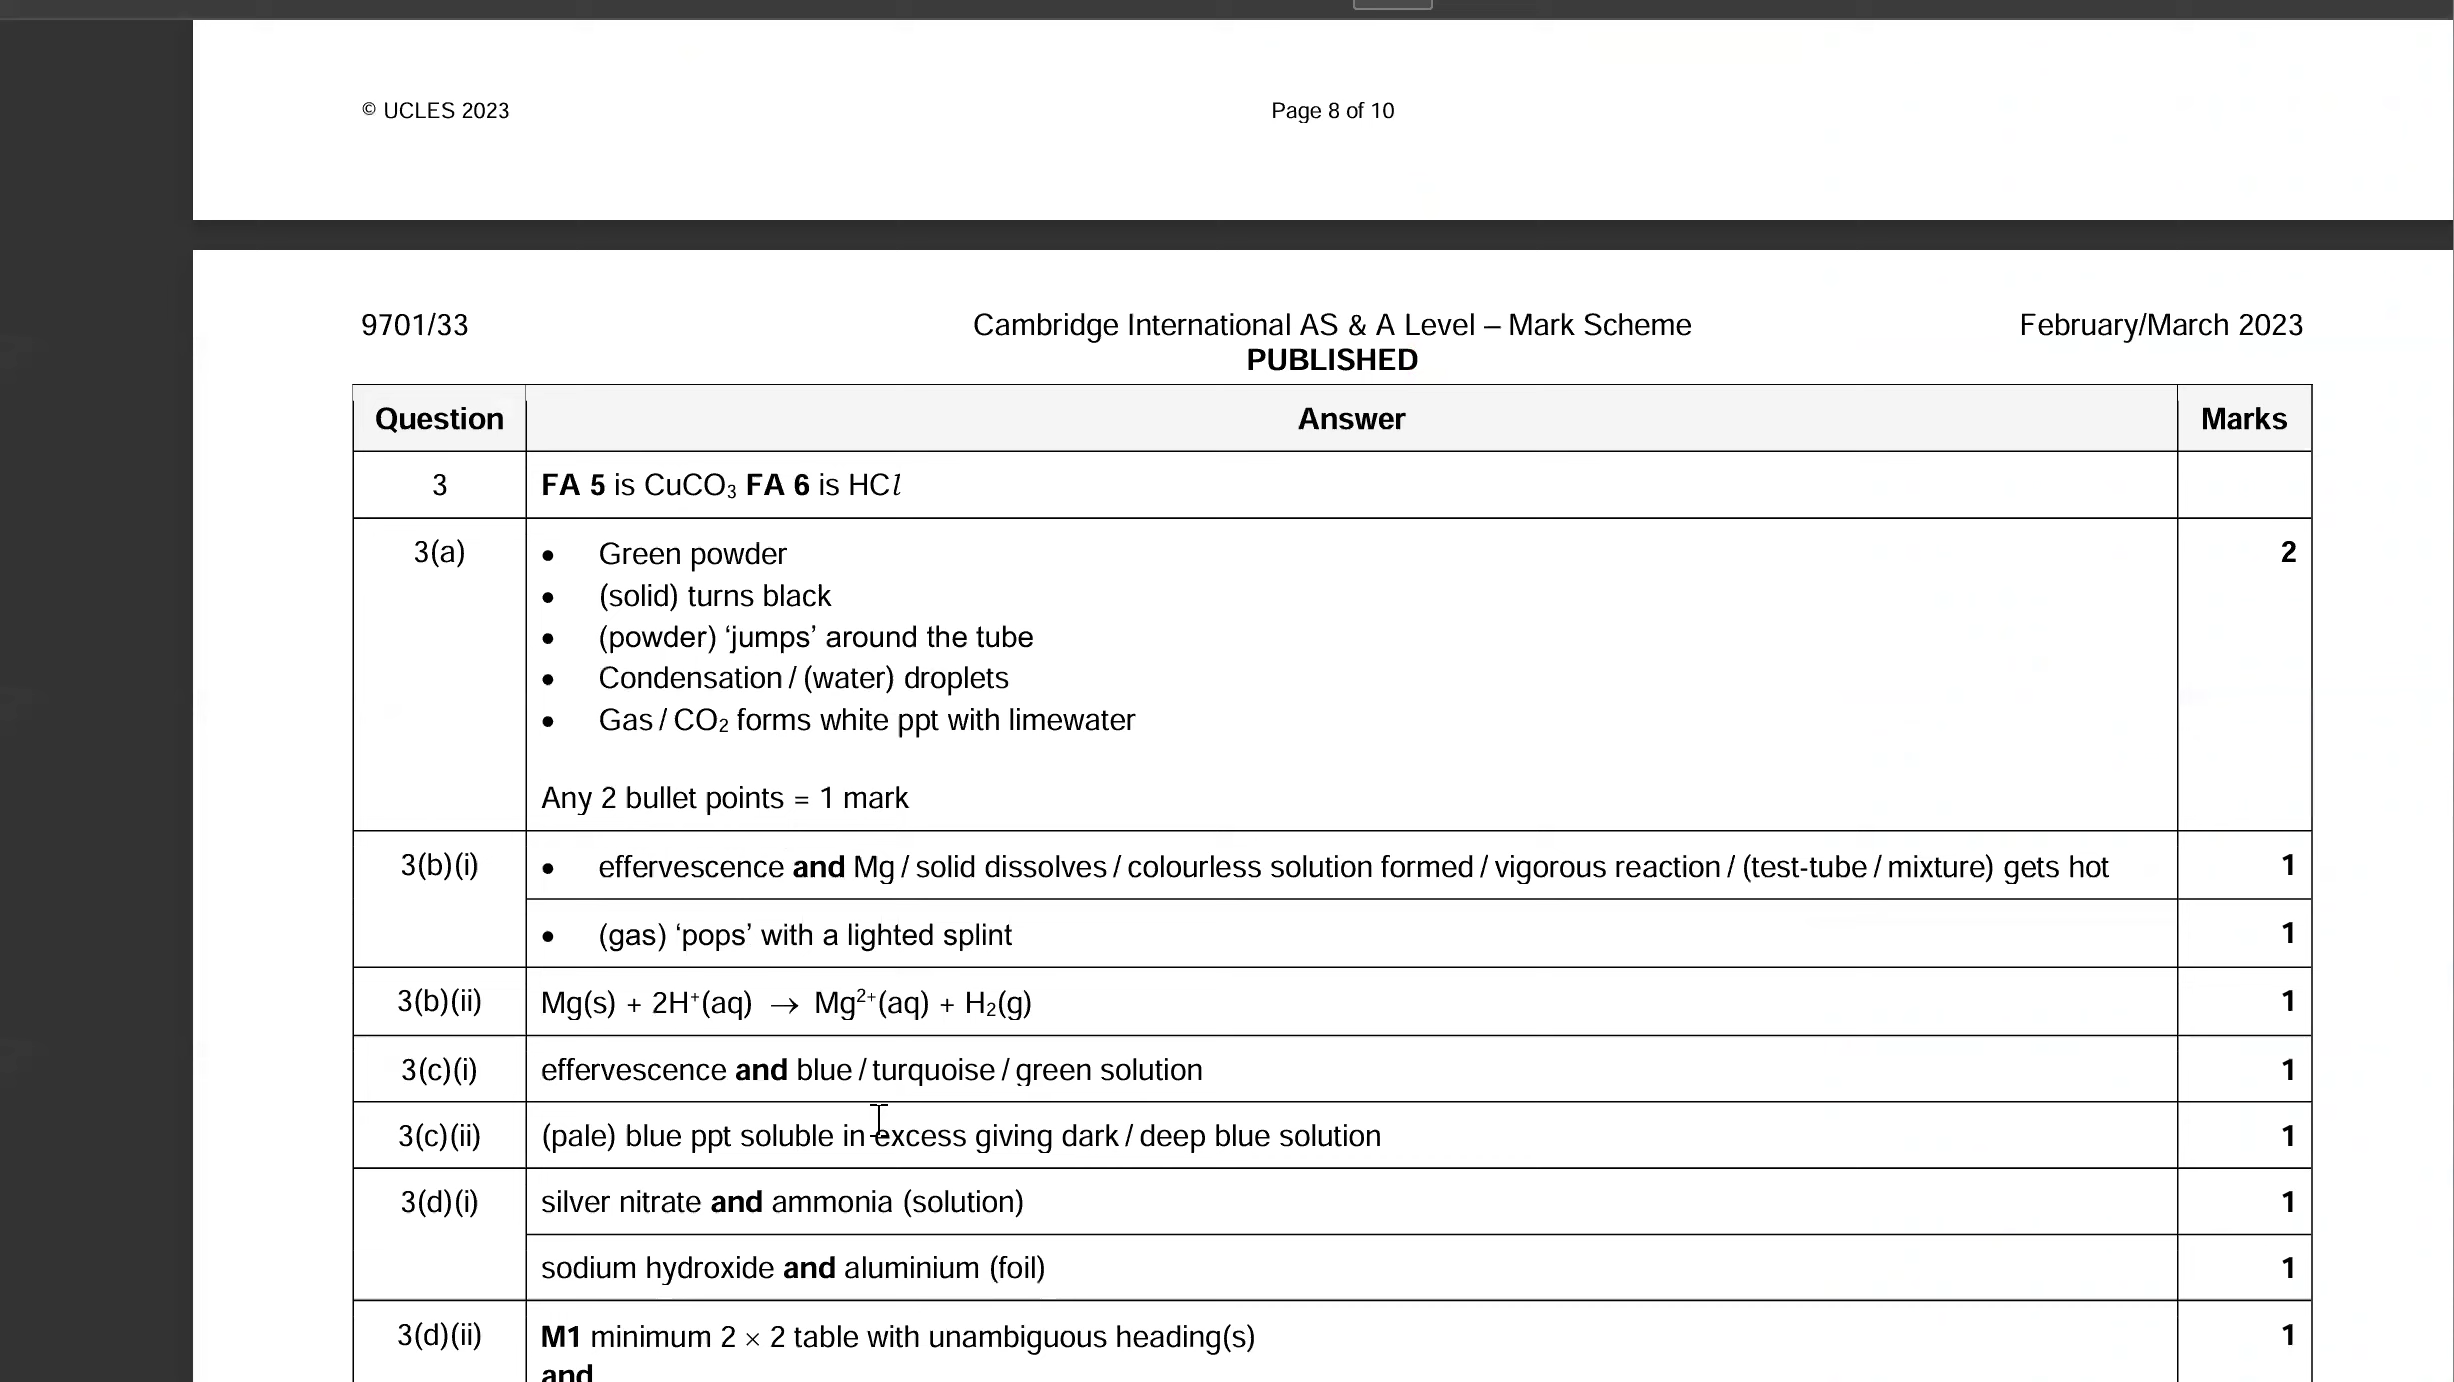 © UCLES 2023 Page 8 of 10
9701/33 Cambridge International AS & A Level – Mark Scheme February/March 2023
PUBLISHED
Question Answer Marks
3 FA 5 is CuCO₃ FA 6 is HCl
3(a) • Green powder 2
• (solid) turns black
• (powder) ‘jumps’ around the tube
• Condensation / (water) droplets
• Gas / CO₂ forms white ppt with limewater
Any 2 bullet points = 1 mark
3(b)(i) • effervescence and Mg / solid dissolves / colourless solution formed / vigorous reaction / (test-tube / mixture) gets hot 1
• (gas) ‘pops’ with a lighted splint 1
3(b)(ii) Mg(s) + 2H⁺(aq) → Mg²⁺(aq) + H₂(g) 1
3(c)(i) effervescence and blue / turquoise / green solution 1
3(c)(ii) (pale) blue ppt soluble in excess giving dark / deep blue solution 1
3(d)(i) silver nitrate and ammonia (solution) 1
sodium hydroxide and aluminium (foil) 1
3(d)(ii) M1 minimum 2 × 2 table with unambiguous heading(s) 1
and